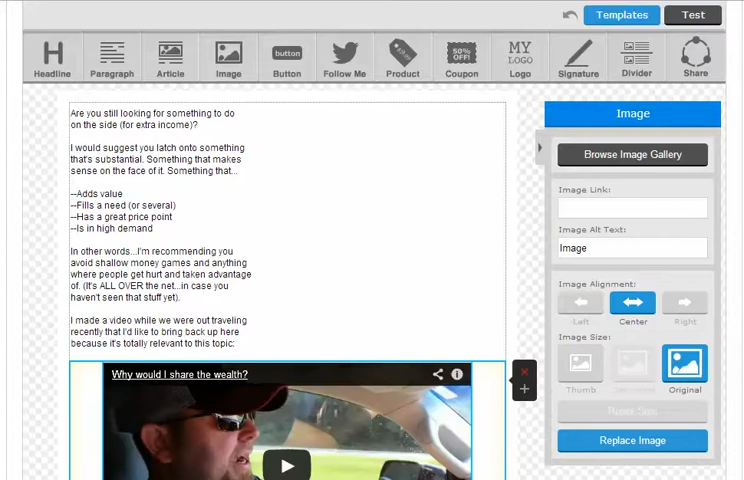 Templates
Test
Headline
Paragraph
Article
Image
button
Button
Follow Me
Product
50%
OFF!
Coupon
MY
LOGO
Logo
Signature
Divider
Share
Are you still looking for something to do
on the side (for extra income)?
I would suggest you latch onto something
that's substantial. Something that makes
sense on the face of it. Something that...
--Adds value
--Fills a need (or several)
--Has a great price point
--Is in high demand
In other words...I'm recommending you
avoid shallow money games and anything
where people get hurt and taken advantage
of. (It's ALL OVER the net...in case you
haven't seen that stuff yet).
I made a video while we were out traveling
recently that I'd like to bring back up here
because it's totally relevant to this topic:
Why would I share the wealth?
Image
Browse Image Gallery
Image Link:
Image Alt Text:
Image
Image Alignment:
Left
Center
Right
Image Size:
Thumb
Original
Replace Image